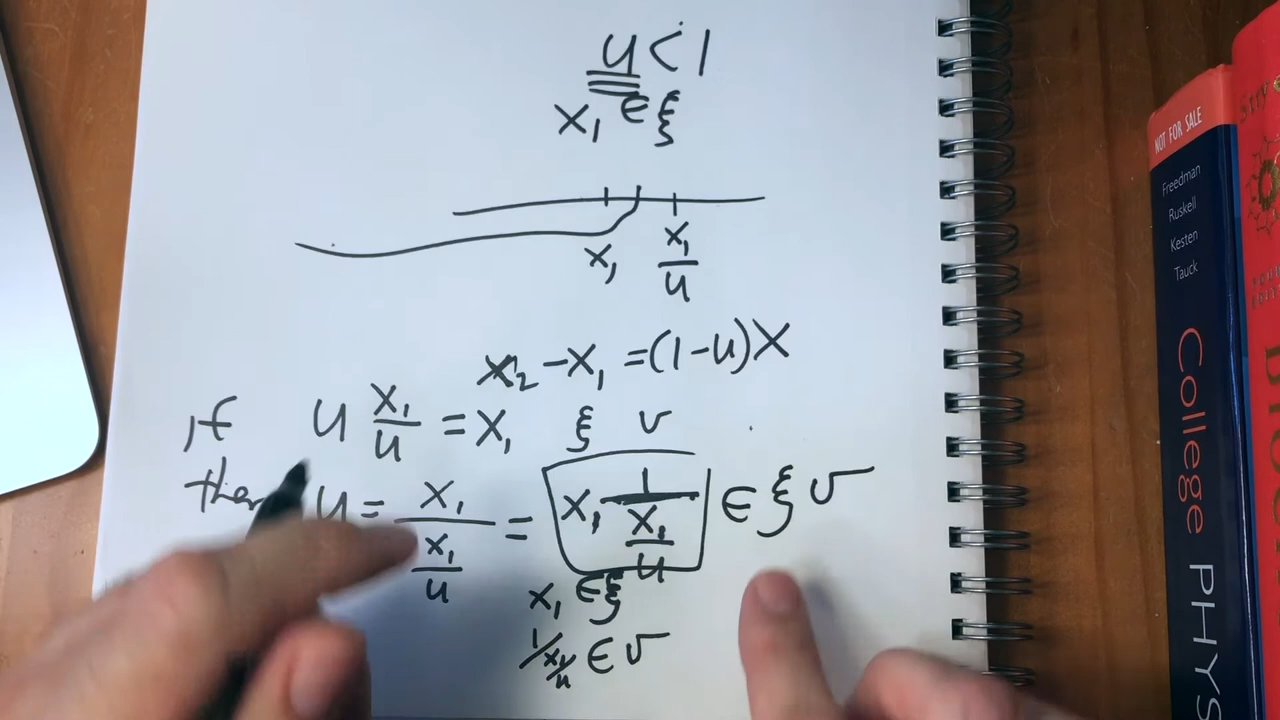 u < 1
x₁ ∈ ξ
x₁ x₁/u
x₂ - x₁ = (1-u)X
If u x₁/u = x₁ ξ v
then u = x₁/(x₁/u) = x₁ 1/(x₁/u) ∈ ξ v
x₁ ∈ ξ
1/(x₁/u) ∈ v
NOT FOR SALE
Freedman
Ruskell
Kesten
Tauck
College PHYS